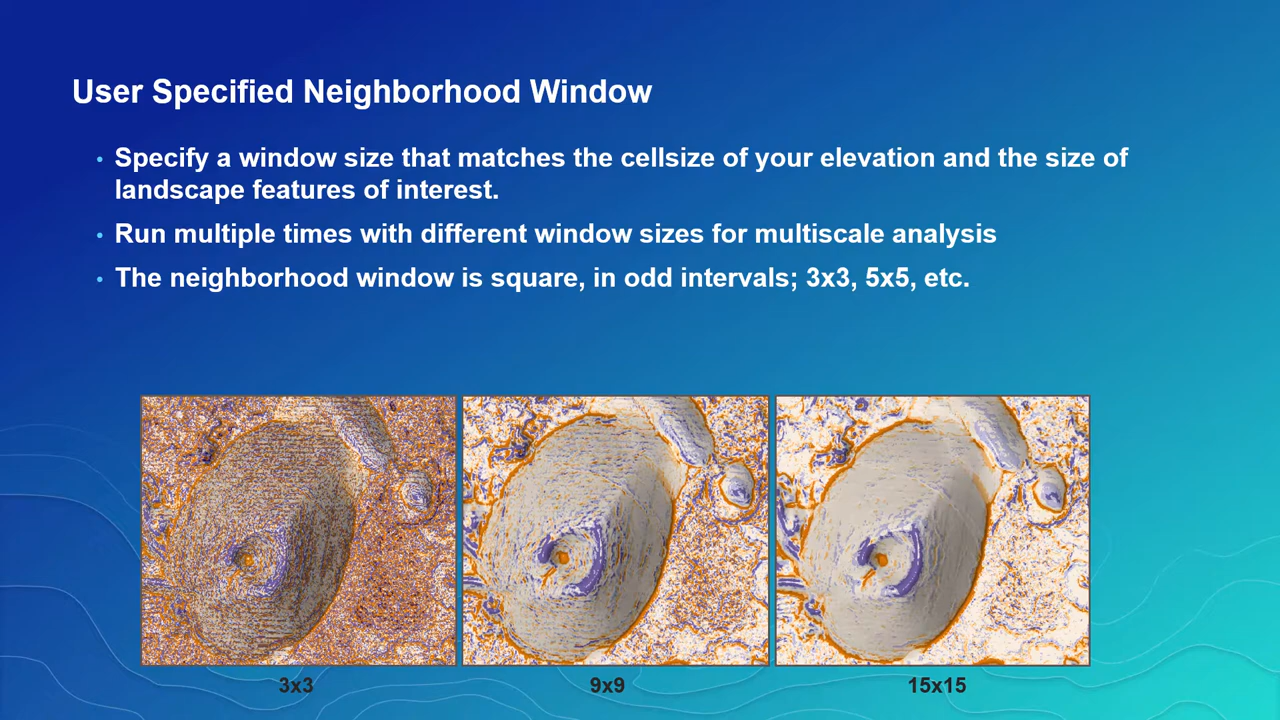 User Specified Neighborhood Window
• Specify a window size that matches the cellsize of your elevation and the size of
landscape features of interest.
• Run multiple times with different window sizes for multiscale analysis
• The neighborhood window is square, in odd intervals; 3x3, 5x5, etc.
3x3
9x9
15x15